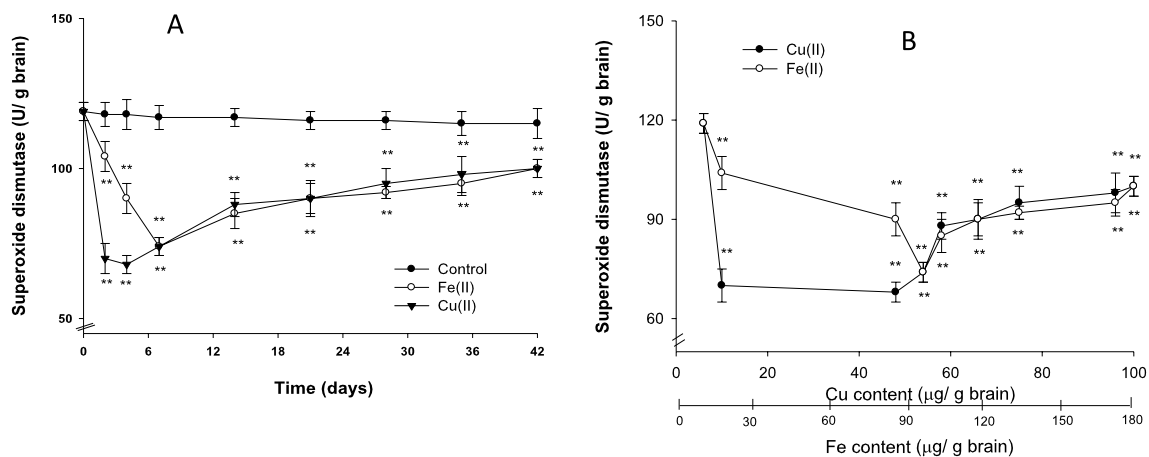 A
Superoxide dismutase (U/ g brain)
150
100
50
** ** ** ** ** ** ** **
** ** ** ** ** ** ** **
Control
Fe(II)
Cu(II)
0 6 12 18 24 30 36 42
Time (days)
B
Superoxide dismutase (U/ g brain)
150
120
90
60
Cu(II)
Fe(II)
** ** ** ** ** ** ** **
** ** ** ** ** ** ** **
0 20 40 60 80 100
Cu content (μg/ g brain)
0 30 60 90 120 150 180
Fe content (μg/ g brain)